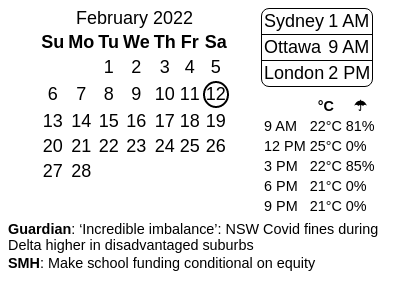 February 2022
Su Mo Tu We Th Fr Sa
1 2 3 4 5
6 7 8 9 10 11 12
13 14 15 16 17 18 19
20 21 22 23 24 25 26
27 28
Sydney 1 AM
Ottawa 9 AM
London 2 PM
°C ☂
9 AM 22°C 81%
12 PM 25°C 0%
3 PM 22°C 85%
6 PM 21°C 0%
9 PM 21°C 0%
Guardian: ‘Incredible imbalance’: NSW Covid fines during
Delta higher in disadvantaged suburbs
SMH: Make school funding conditional on equity